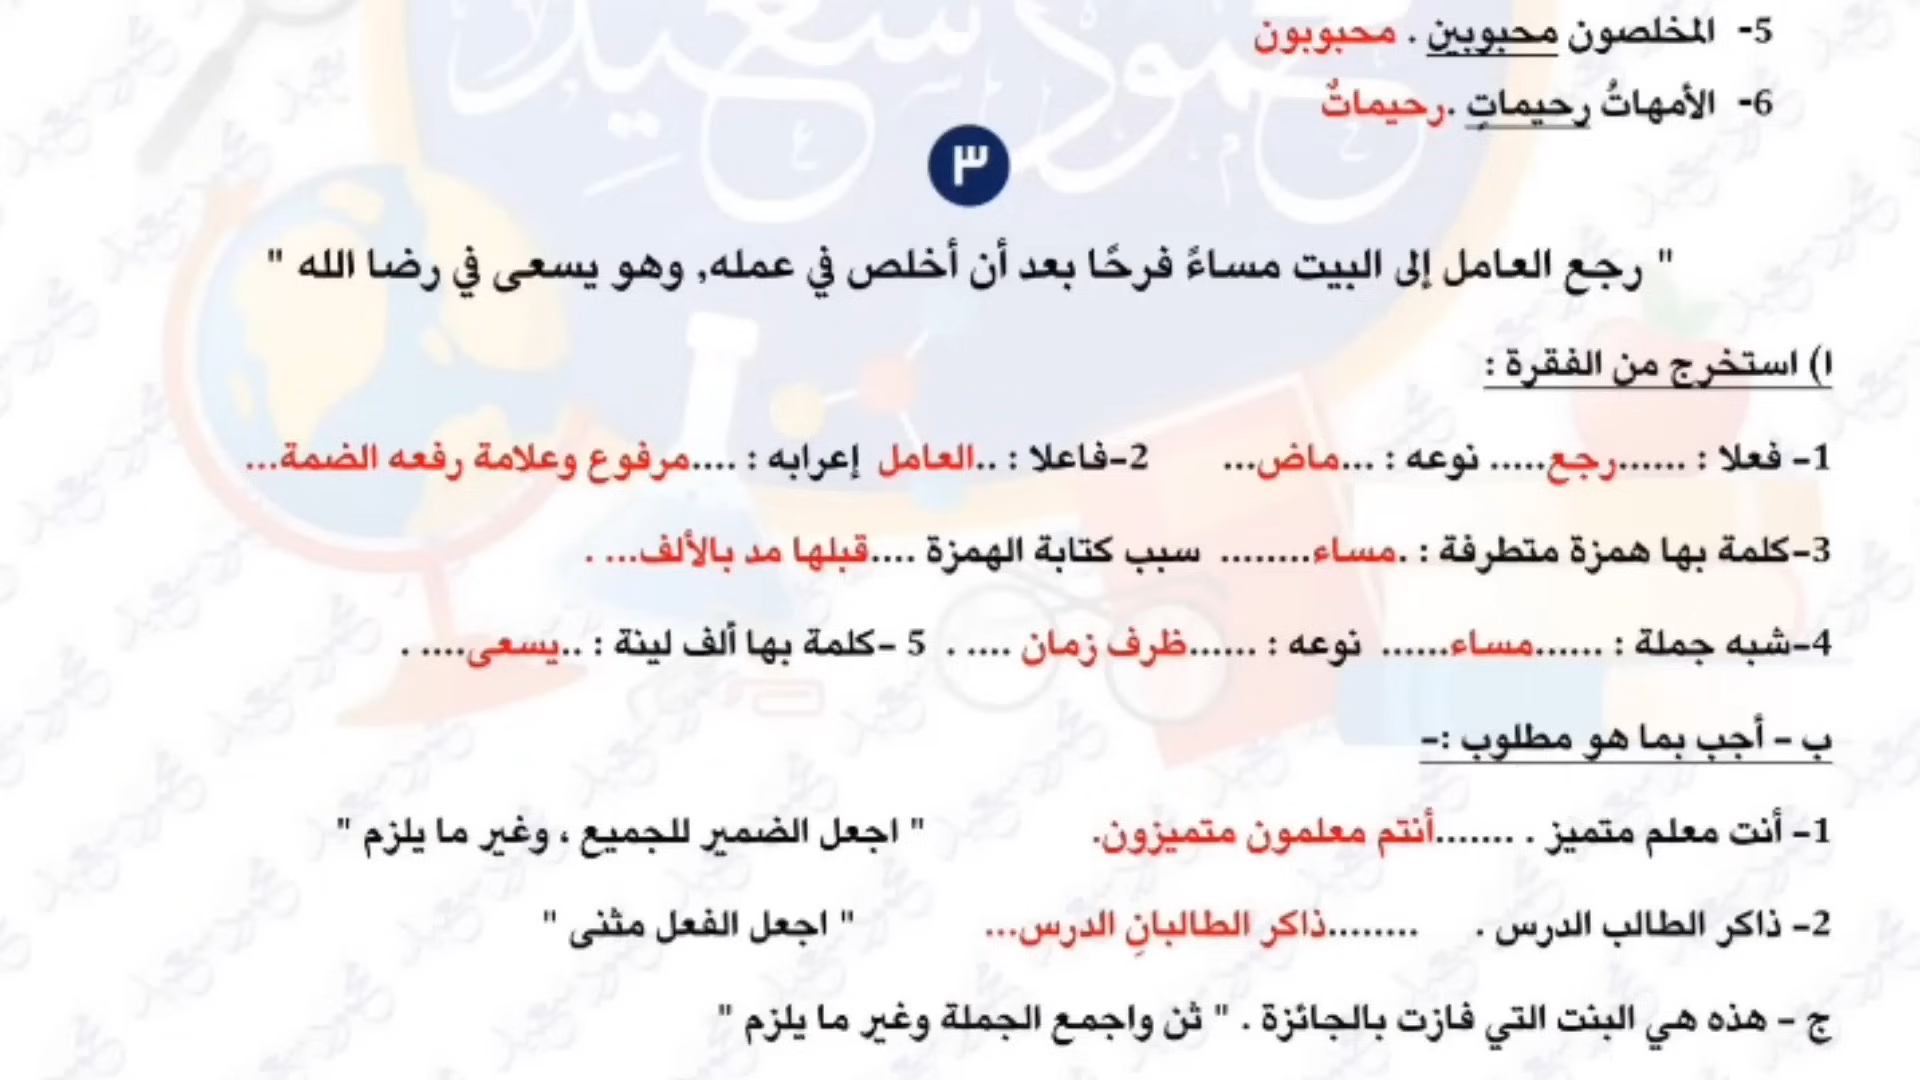 5- المخلصون محبوبين . محبوبون
6- الأمهاتُ رحيماتٍ .رحيماتٌ
محمود سعيد
٣
" رجع العامل إلى البيت مساءً فرحًا بعد أن أخلص في عمله, وهو يسعى في رضا الله "
ا) استخرج من الفقرة :
1- فعلا : ......رجع..... نوعه : ...ماض... 2-فاعلا : ..العامل إعرابه : ....مرفوع وعلامة رفعه الضمة...
3-كلمة بها همزة متطرفة : .مساء........ سبب كتابة الهمزة ....قبلها مد بالألف... .
4-شبه جملة : ......مساء...... نوعه : ......ظرف زمان .... . 5 -كلمة بها ألف لينة : ..يسعى.... .
ب - أجب بما هو مطلوب :-
1- أنت معلم متميز . .......أنتم معلمون متميزون. " اجعل الضمير للجميع ، وغير ما يلزم "
2- ذاكر الطالب الدرس . ........ذاكر الطالبانِ الدرس... " اجعل الفعل مثنى "
ج - هذه هي البنت التي فازت بالجائزة . " ثن واجمع الجملة وغير ما يلزم "